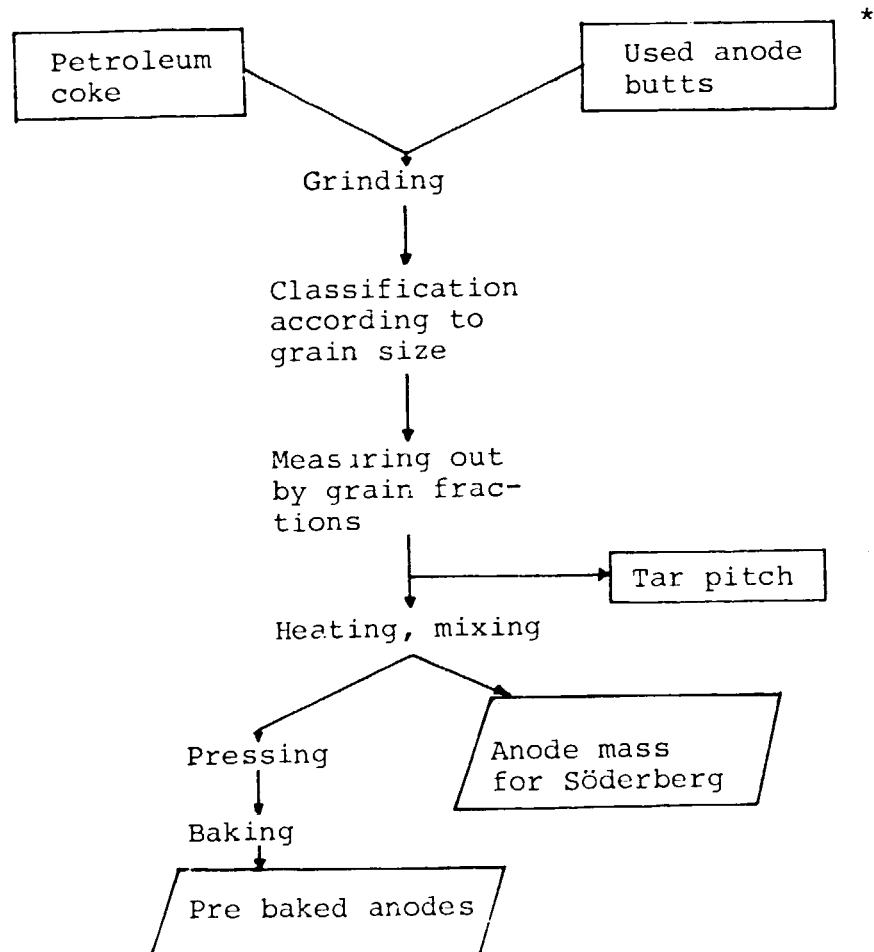 *
Petroleum
coke
Used anode
butts
Grinding
Classification
according to
grain size
Measuring out
by grain frac-
tions
Tar pitch
Heating, mixing
Pressing
Anode mass
for Söderberg
Baking
Pre baked anodes